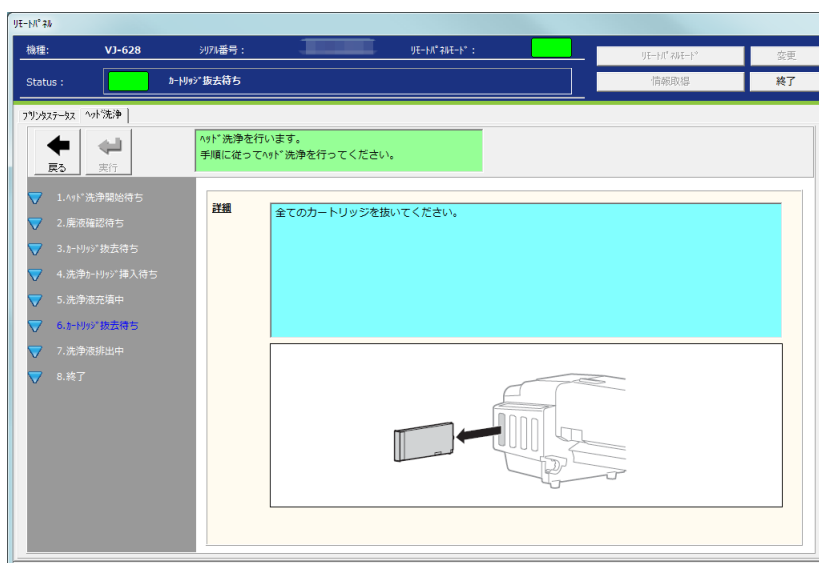 ﾘﾓｰﾄﾊﾟﾈﾙ
機種: VJ-628 ｼﾘｱﾙ番号： ﾘﾓｰﾄﾊﾟﾈﾙﾓｰﾄﾞ： ﾘﾓｰﾄﾊﾟﾈﾙﾓｰﾄﾞ 変更
Status： ｶｰﾄﾘｯｼﾞ抜去待ち 情報取得 終了
ﾌﾟﾘﾝﾀｽﾃｰﾀｽ ﾍｯﾄﾞ洗浄
戻る 実行
ﾍｯﾄﾞ洗浄を行います。
手順に従ってﾍｯﾄﾞ洗浄を行ってください。
1.ﾍｯﾄﾞ洗浄開始待ち
2.廃液確認待ち
3.ｶｰﾄﾘｯｼﾞ抜去待ち
4.洗浄ｶｰﾄﾘｯｼﾞ挿入待ち
5.洗浄液充填中
6.ｶｰﾄﾘｯｼﾞ抜去待ち
7.洗浄液排出中
8.終了
詳細
全てのカートリッジを抜いてください。